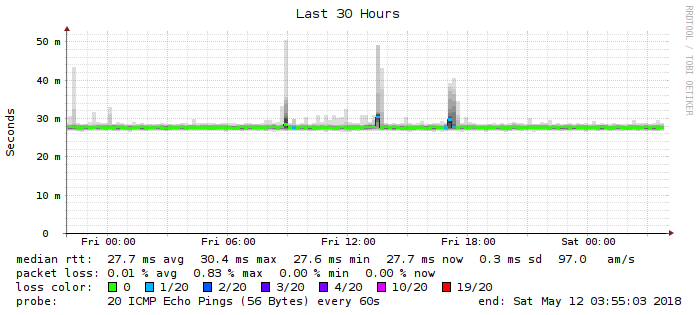 Last 30 Hours
RRDTOOL / TOBI OETIKER
Seconds
50 m
40 m
30 m
20 m
10 m
0
Fri 00:00 Fri 06:00 Fri 12:00 Fri 18:00 Sat 00:00
median rtt: 27.7 ms avg 30.4 ms max 27.6 ms min 27.7 ms now 0.3 ms sd 97.0 am/s
packet loss: 0.01 % avg 0.83 % max 0.00 % min 0.00 % now
loss color: 0 1/20 2/20 3/20 4/20 10/20 19/20
probe: 20 ICMP Echo Pings (56 Bytes) every 60s end: Sat May 12 03:55:03 2018